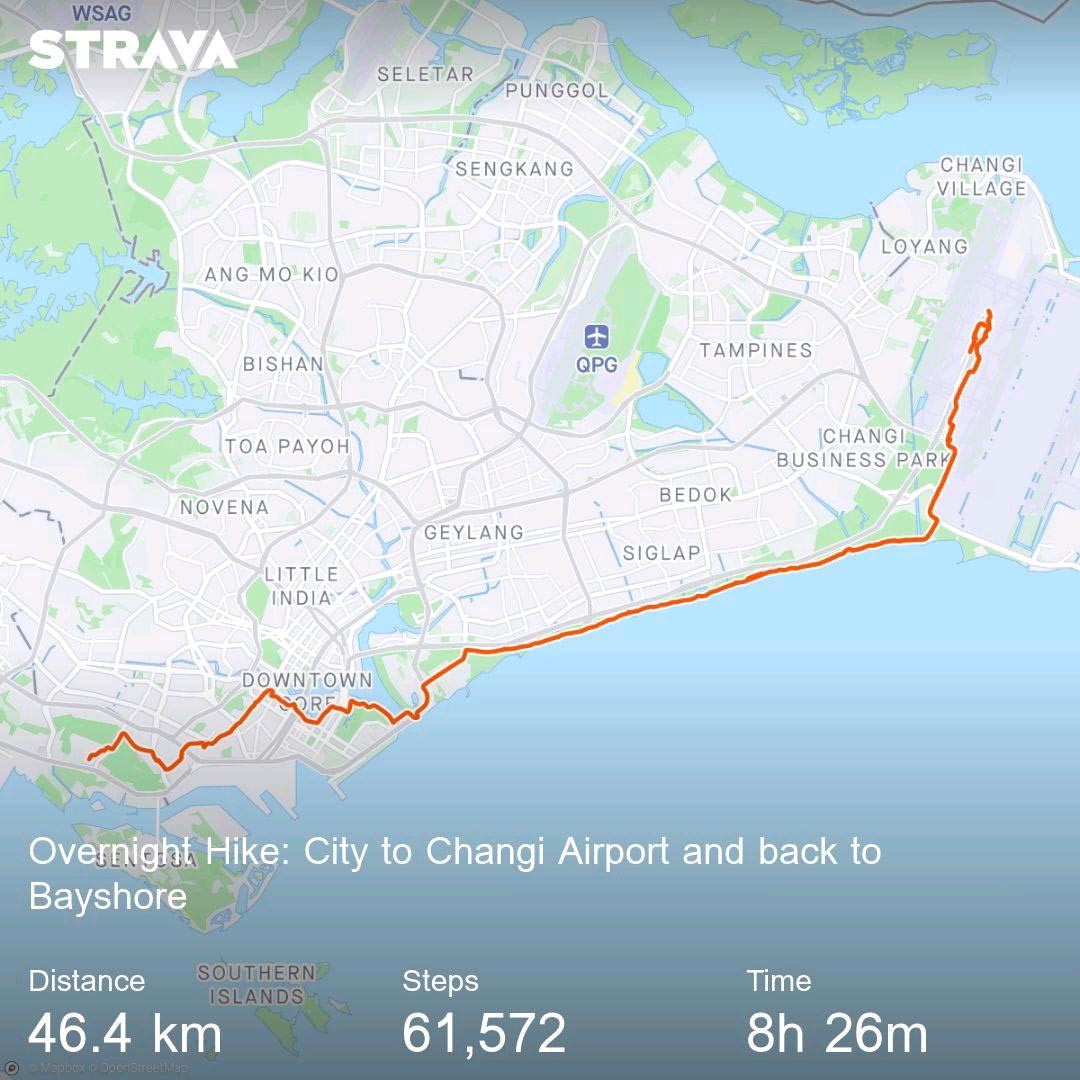 WSAG
STRAVA
SELETAR
PUNGGOL
SENGKANG
CHANGI
VILLAGE
LOYANG
ANG MO KIO
QPG
TAMPINES
BISHAN
TOA PAYOH
CHANGI
BUSINESS PARK
NOVENA
BEDOK
GEYLANG
SIGLAP
LITTLE
INDIA
DOWNTOWN
CORE
Overnight Hike: City to Changi Airport and back to
SENTOSA
Bayshore
Distance
SOUTHERN
ISLANDS
Steps
Time
46.4 km
61,572
8h 26m
© Mapbox © OpenStreetMap